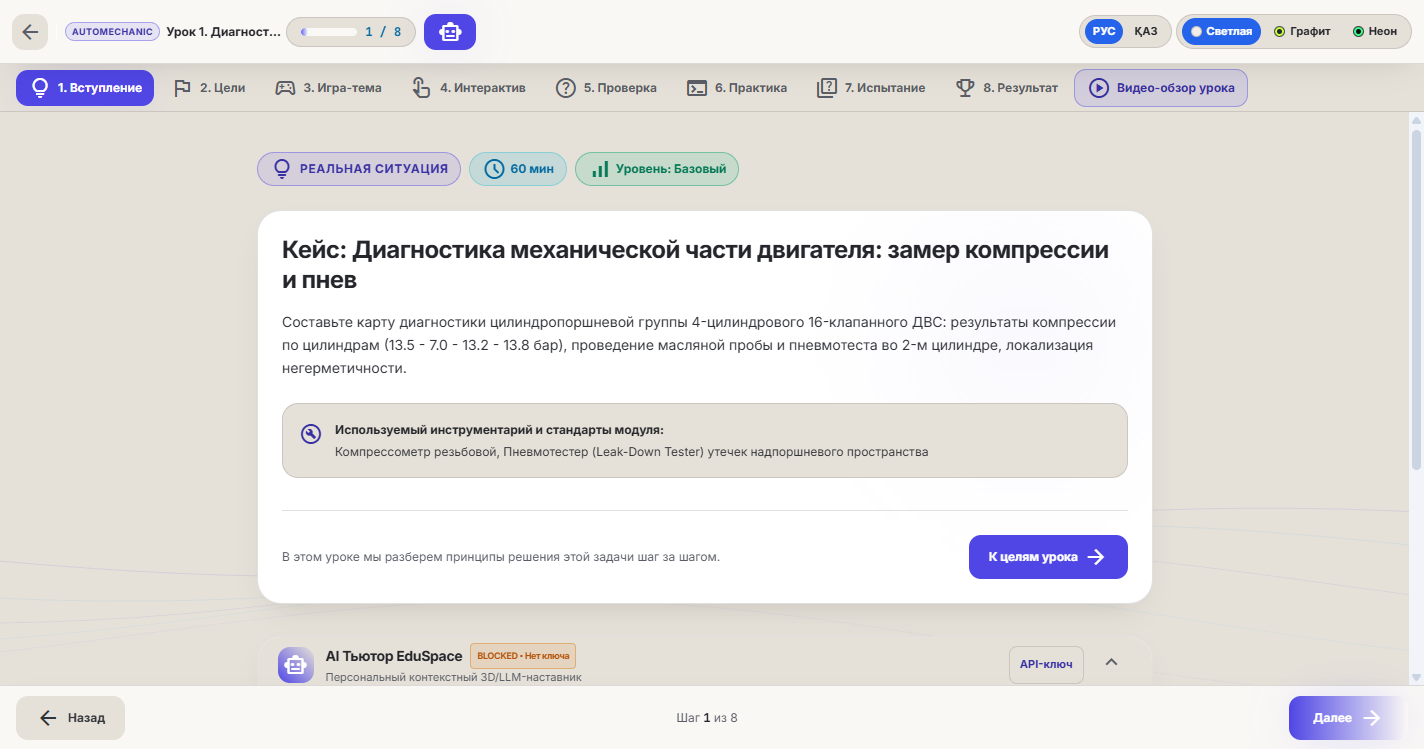 AUTOMECHANIC
Урок 1. Диагност...
1 / 8
РУС
ҚАЗ
Светлая
Графит
Неон
1. Вступление
2. Цели
3. Игра-тема
4. Интерактив
5. Проверка
6. Практика
7. Испытание
8. Результат
Видео-обзор урока
РЕАЛЬНАЯ СИТУАЦИЯ
60 мин
Уровень: Базовый
Кейс: Диагностика механической части двигателя: замер компрессии
и пнев
Составьте карту диагностики цилиндропоршневой группы 4-цилиндрового 16-клапанного ДВС: результаты компрессии
по цилиндрам (13.5 - 7.0 - 13.2 - 13.8 бар), проведение масляной пробы и пневмотеста во 2-м цилиндре, локализация
негерметичности.
Используемый инструментарий и стандарты модуля:
Компрессометр резьбовой, Пневмотестер (Leak-Down Tester) утечек надпоршневого пространства
В этом уроке мы разберем принципы решения этой задачи шаг за шагом.
К целям урока
AI Тьютор EduSpace
BLOCKED • Нет ключа
Персональный контекстный 3D/LLM-наставник
API-ключ
Назад
Шаг 1 из 8
Далее